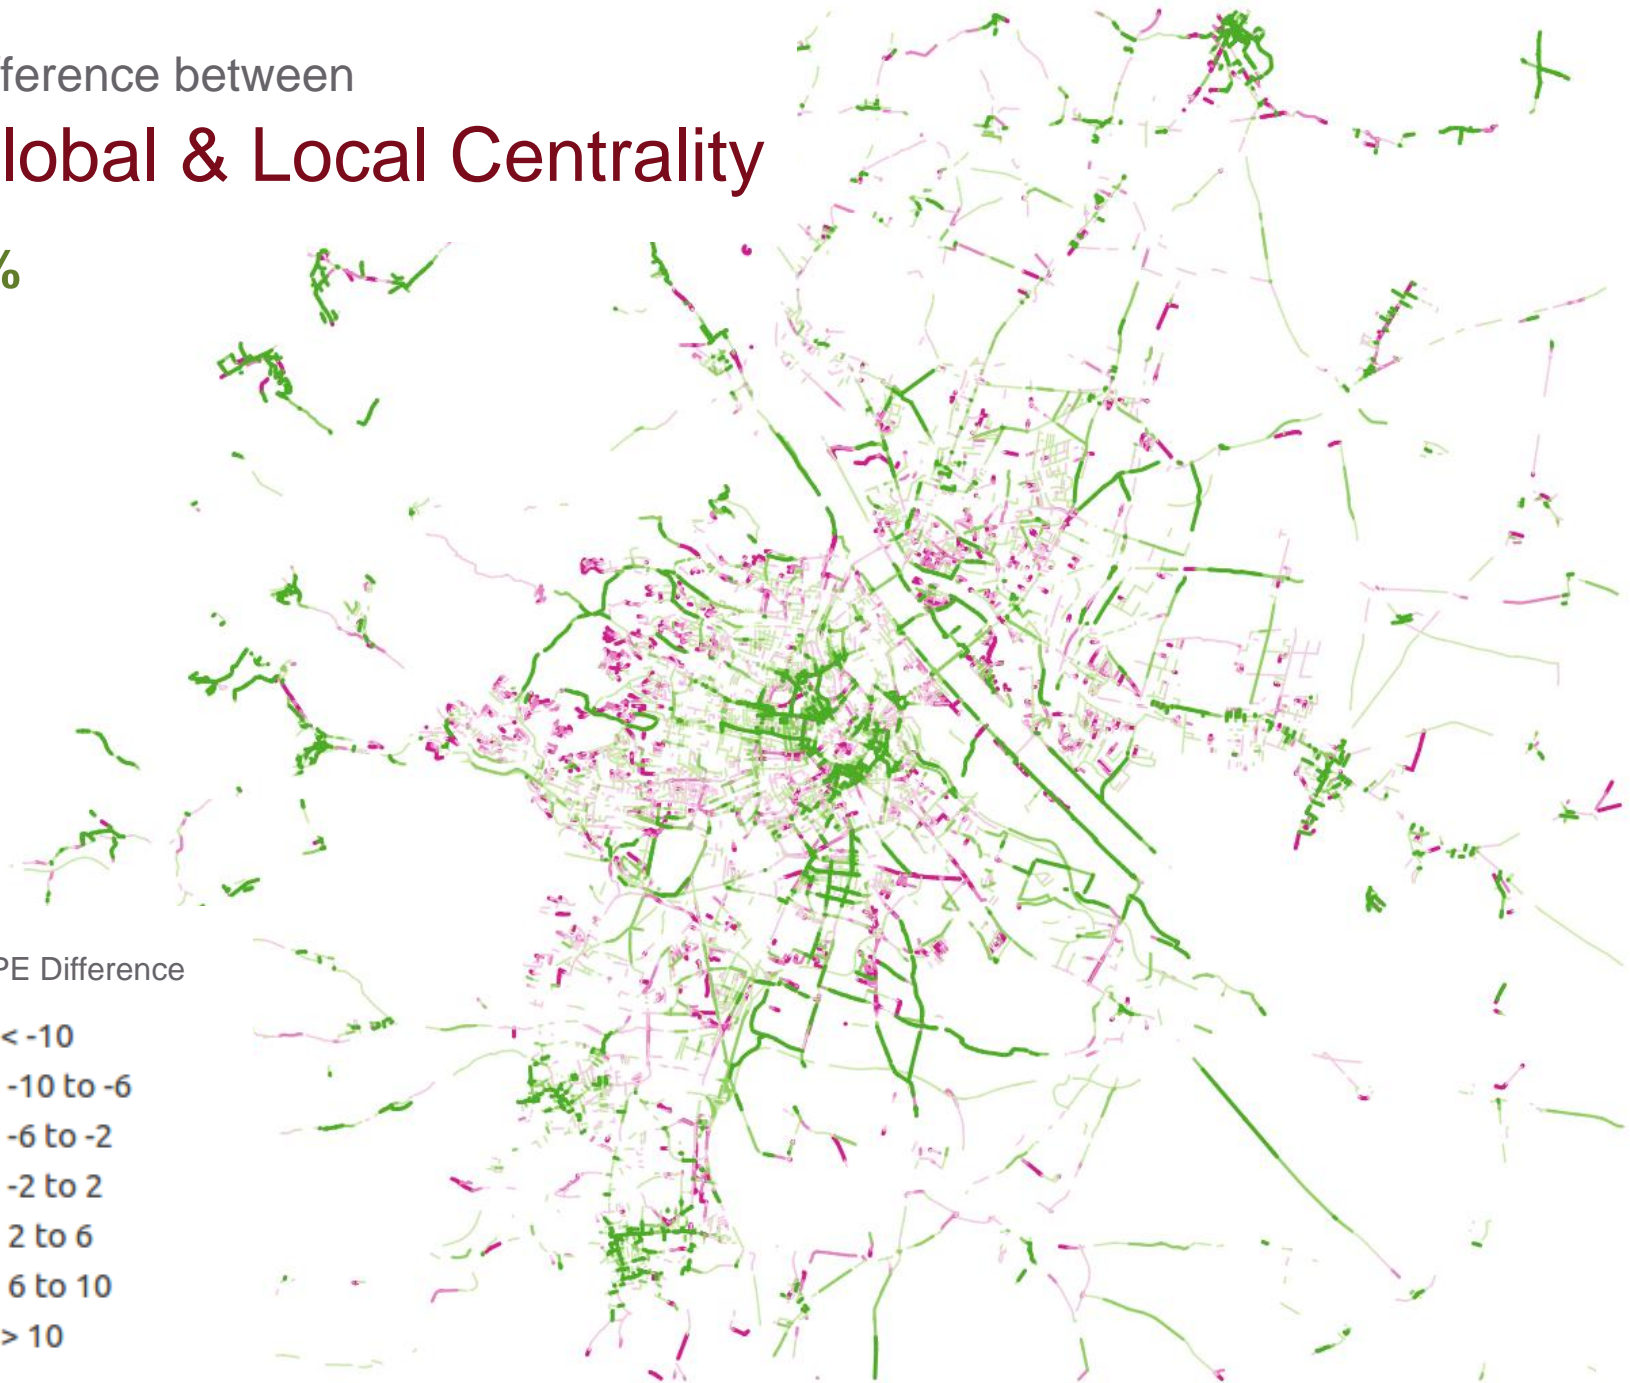 fference between
lobal & Local Centrality
%
PE Difference
< -10
-10 to -6
-6 to -2
-2 to 2
2 to 6
6 to 10
> 10